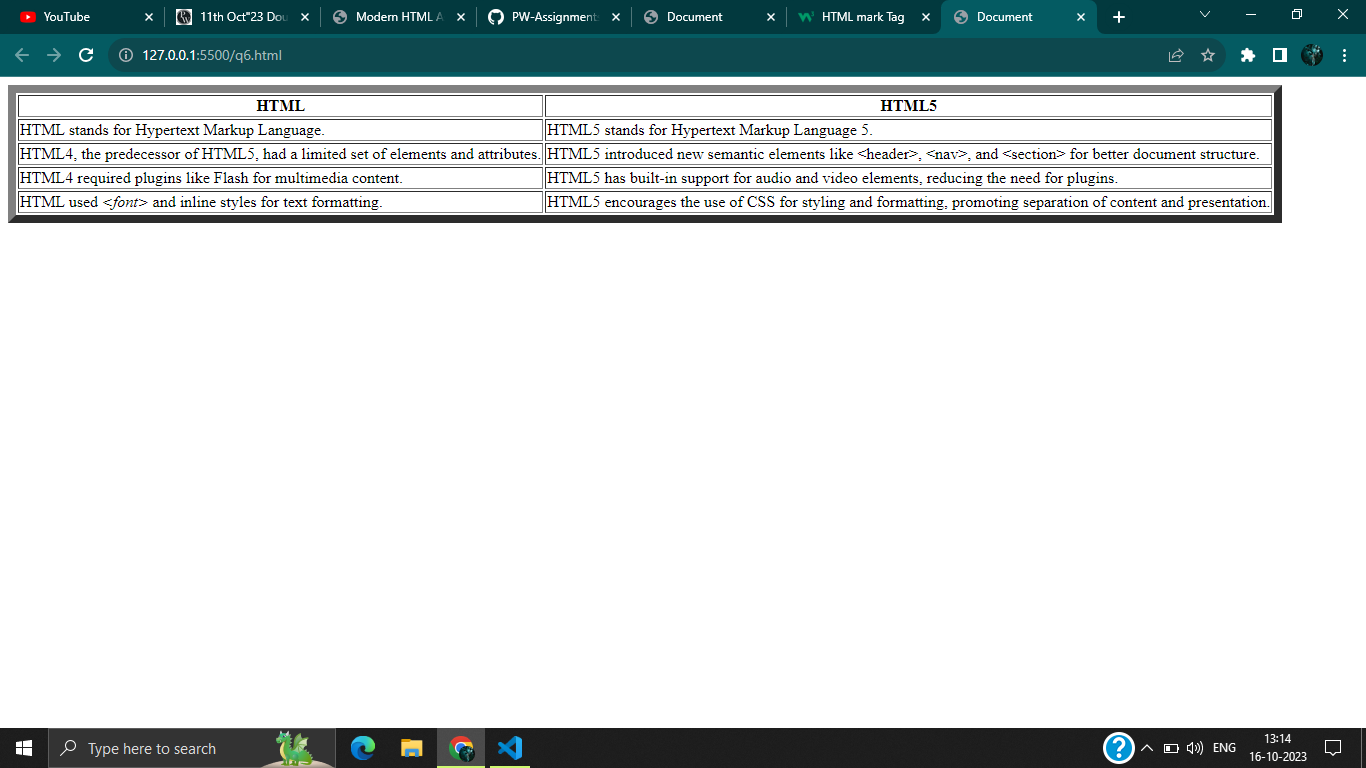 YouTube
11th Oct"23 Dou
Modern HTML A
PW-Assignment
Document
HTML mark Tag
Document
127.0.0.1:5500/q6.html
HTML HTML5
HTML stands for Hypertext Markup Language. HTML5 stands for Hypertext Markup Language 5.
HTML4, the predecessor of HTML5, had a limited set of elements and attributes. HTML5 introduced new semantic elements like <header>, <nav>, and <section> for better document structure.
HTML4 required plugins like Flash for multimedia content. HTML5 has built-in support for audio and video elements, reducing the need for plugins.
HTML used <font> and inline styles for text formatting. HTML5 encourages the use of CSS for styling and formatting, promoting separation of content and presentation.
Type here to search
ENG
13:14
16-10-2023